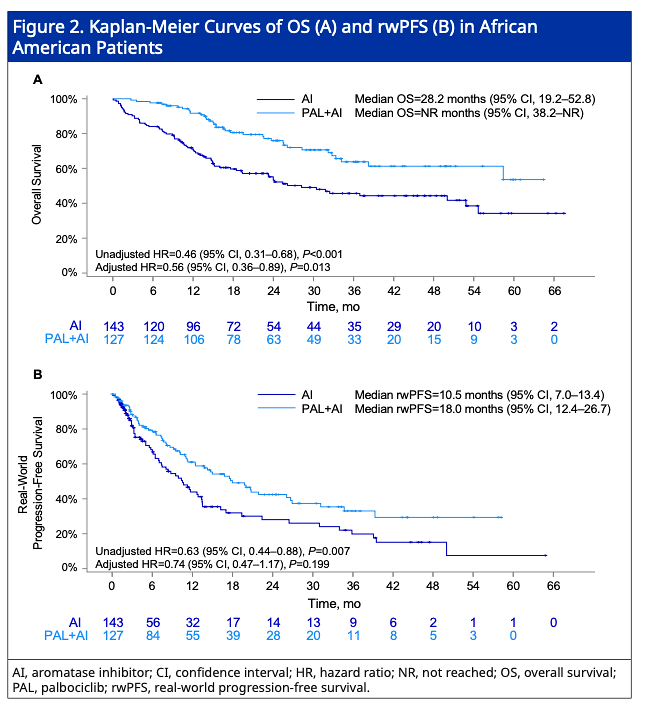 Figure 2. Kaplan-Meier Curves of OS (A) and rwPFS (B) in African
American Patients
A
AI Median OS=28.2 months (95% CI, 19.2–52.8)
PAL+AI Median OS=NR months (95% CI, 38.2–NR)
100%
80%
60%
40%
20%
0%
Overall Survival
Unadjusted HR=0.46 (95% CI, 0.31–0.68), P<0.001
Adjusted HR=0.56 (95% CI, 0.36–0.89), P=0.013
0 6 12 18 24 30 36 42 48 54 60 66
Time, mo
AI 143 120 96 72 54 44 35 29 20 10 3 2
PAL+AI 127 124 106 78 63 49 33 20 15 9 3 0
B
AI Median rwPFS=10.5 months (95% CI, 7.0–13.4)
PAL+AI Median rwPFS=18.0 months (95% CI, 12.4–26.7)
100%
80%
60%
40%
20%
0%
Real-World
Progression-Free Survival
Unadjusted HR=0.63 (95% CI, 0.44–0.88), P=0.007
Adjusted HR=0.74 (95% CI, 0.47–1.17), P=0.199
0 6 12 18 24 30 36 42 48 54 60 66
Time, mo
AI 143 56 32 17 14 13 9 6 2 1 1 0
PAL+AI 127 84 55 39 28 20 11 8 5 3 0
AI, aromatase inhibitor; CI, confidence interval; HR, hazard ratio; NR, not reached; OS, overall survival;
PAL, palbociclib; rwPFS, real-world progression-free survival.